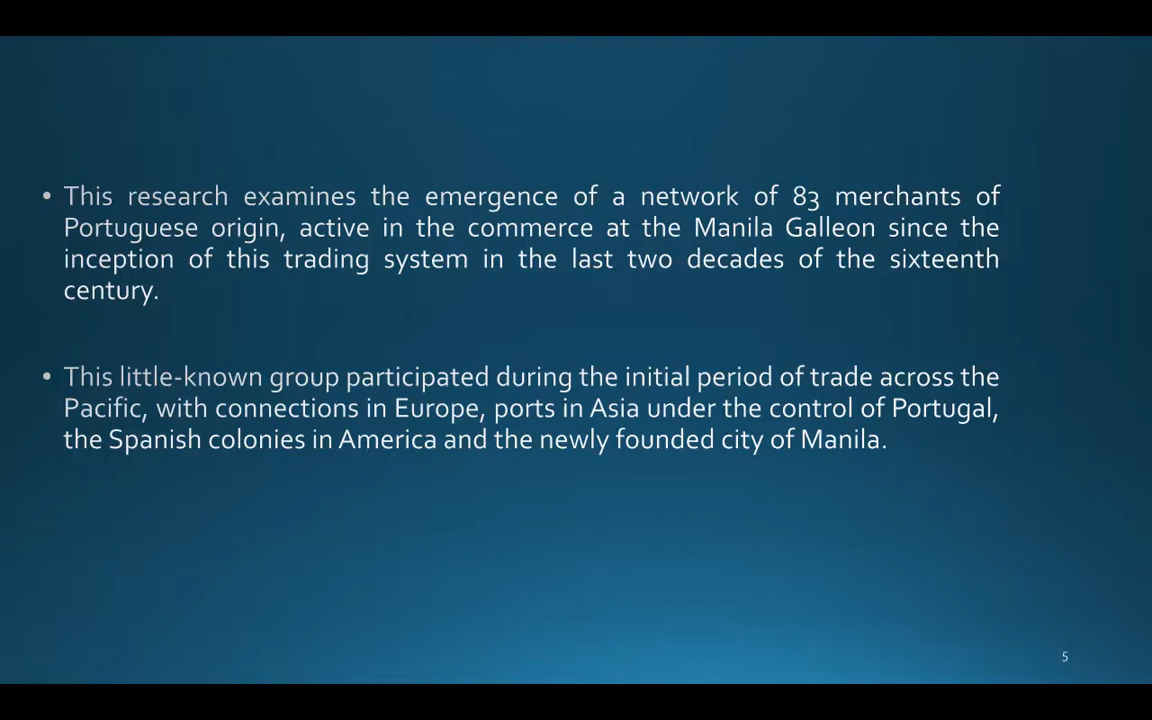 • This research examines the emergence of a network of 83 merchants of
Portuguese origin, active in the commerce at the Manila Galleon since the
inception of this trading system in the last two decades of the sixteenth
century.
• This little-known group participated during the initial period of trade across the
Pacific, with connections in Europe, ports in Asia under the control of Portugal,
the Spanish colonies in America and the newly founded city of Manila.
5